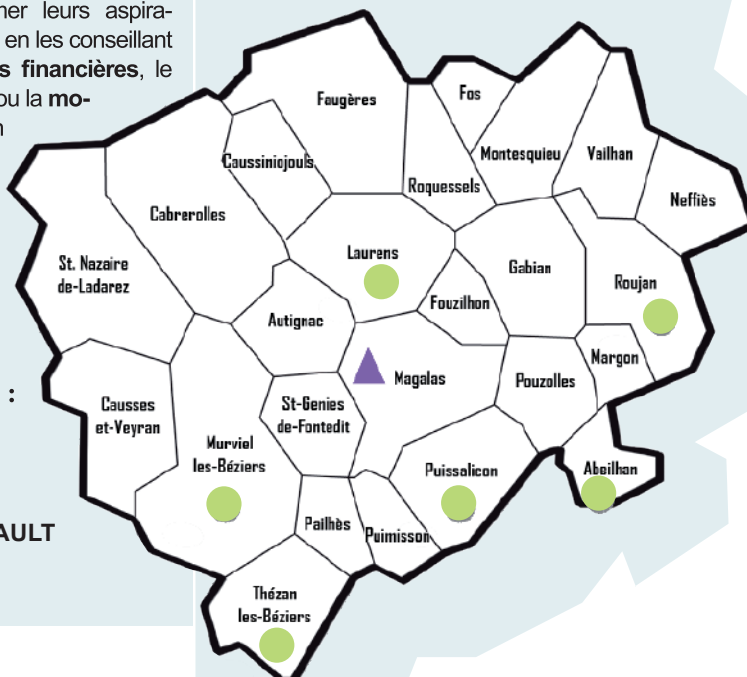 mer leurs aspira-
en les conseillant
s financières, le
ou la mo-
Faugères
Fos
Caussiniojouls
Montesquieu
Vailhan
Roquessels
Neffiès
Cabrerolles
St. Nazaire
de-Ladarez
Laurens
Gabian
Roujan
Fouzilhon
Autignac
Margon
Magalas
Pouzolles
:
Causses
et-Veyran
St-Genies
de-Fontedit
Murviel
les-Béziers
Puissalicon
Abeilhan
AULT
Pailhès
Puimisson
Thézan
les-Béziers